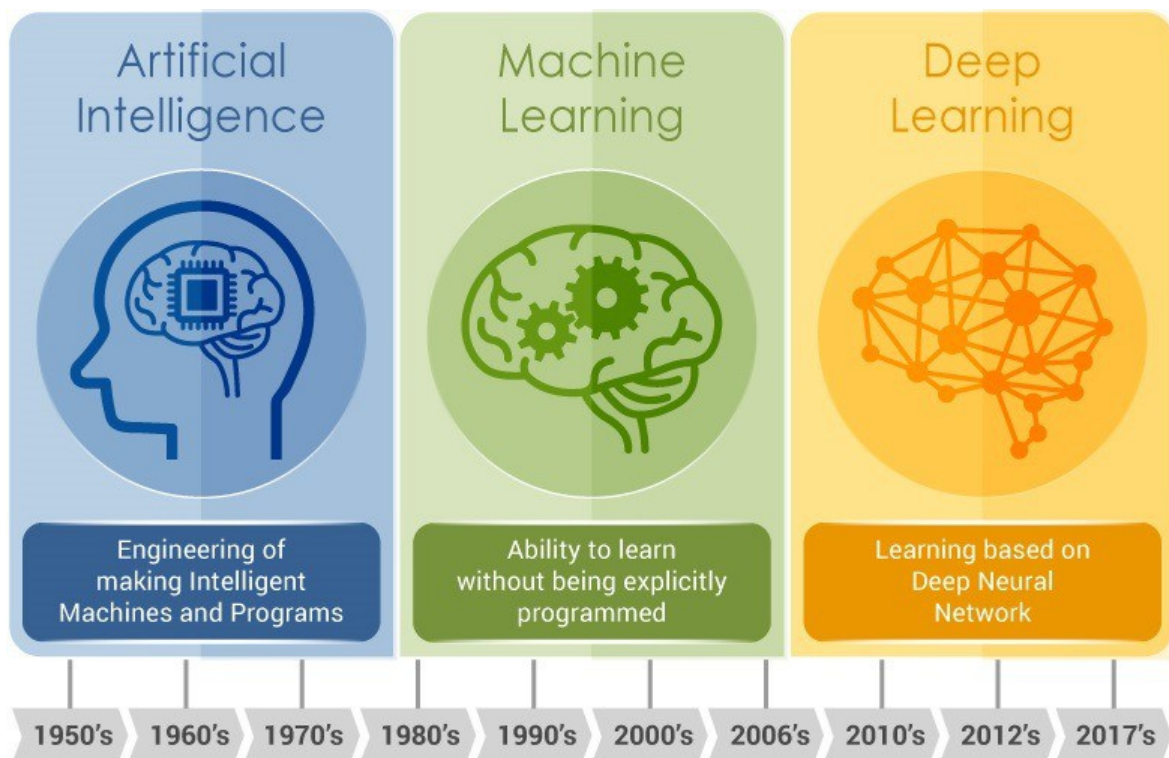 Artificial
Intelligence
Machine
Learning
Deep
Learning
Engineering of
making Intelligent
Machines and Programs
Ability to learn
without being explicitly
programmed
Learning based on
Deep Neural
Network
1950's
1960's
1970's
1980's
1990's
2000's
2006's
2010's
2012's
2017's